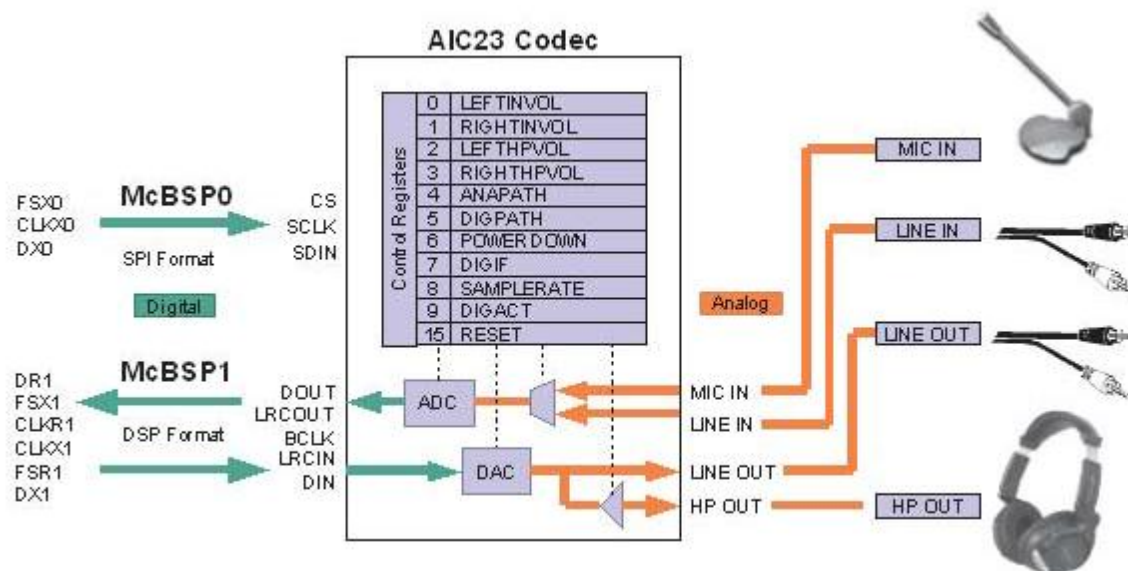 AIC23 Codec
Control Registers
0 LEFTINVOL
1 RIGHTINVOL
2 LEFTHPVOL
3 RIGHTHPVOL
4 ANAPATH
5 DIGPATH
6 POWERDOWN
7 DIGIF
8 SAMPLERATE
9 DIGACT
15 RESET
McBSP0
FSX0
CLKX0
DX0
SPI Format
CS
SCLK
SDIN
Digital
Analog
McBSP1
DR1
FSX1
CLKR1
CLKX1
FSR1
DX1
DSP Format
DOUT
LRCOUT
BCLK
LRCIN
DIN
ADC
DAC
MIC IN
LINE IN
LINE OUT
HP OUT
MIC IN
LINE IN
LINE OUT
HP OUT